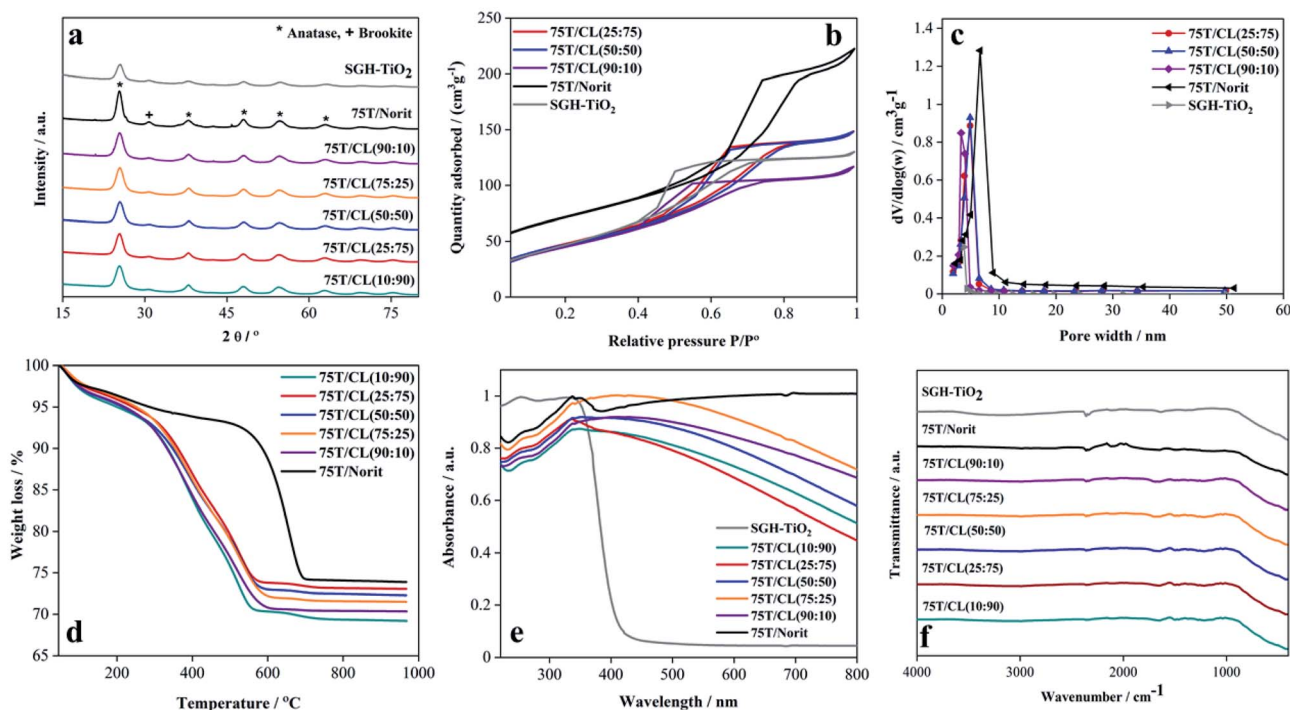 a
* Anatase, + Brookite
SGH-TiO2
*
75T/Norit
+
*
*
*
*
75T/CL(90:10)
75T/CL(75:25)
75T/CL(50:50)
75T/CL(25:75)
75T/CL(10:90)
Intensity / a.u.
15 30 45 60 75
2 θ / º
b
75T/CL(25:75)
75T/CL(50:50)
75T/CL(90:10)
75T/Norit
SGH-TiO2
Quantity adsorbed / (cm3g-1)
250
200
150
100
50
0
0.2 0.4 0.6 0.8 1
Relative pressure P/Pº
c
75T/CL(25:75)
75T/CL(50:50)
75T/CL(90:10)
75T/Norit
SGH-TiO2
dV/dlog(w) / cm3g-1
1.4
1.2
1
0.8
0.6
0.4
0.2
0
0 10 20 30 40 50 60
Pore width / nm
d
75T/CL(10:90)
75T/CL(25:75)
75T/CL(50:50)
75T/CL(75:25)
75T/CL(90:10)
75T/Norit
Weight loss / %
100
95
90
85
80
75
70
65
200 400 600 800 1000
Temperature / ºC
e
SGH-TiO2
75T/CL(10:90)
75T/CL(25:75)
75T/CL(50:50)
75T/CL(75:25)
75T/CL(90:10)
75T/Norit
Absorbance / a.u.
1
0.8
0.6
0.4
0.2
0
300 400 500 600 700 800
Wavelength / nm
f
SGH-TiO2
75T/Norit
75T/CL(90:10)
75T/CL(75:25)
75T/CL(50:50)
75T/CL(25:75)
75T/CL(10:90)
Transmittance / a.u.
4000 3000 2000 1000
Wavenumber / cm-1